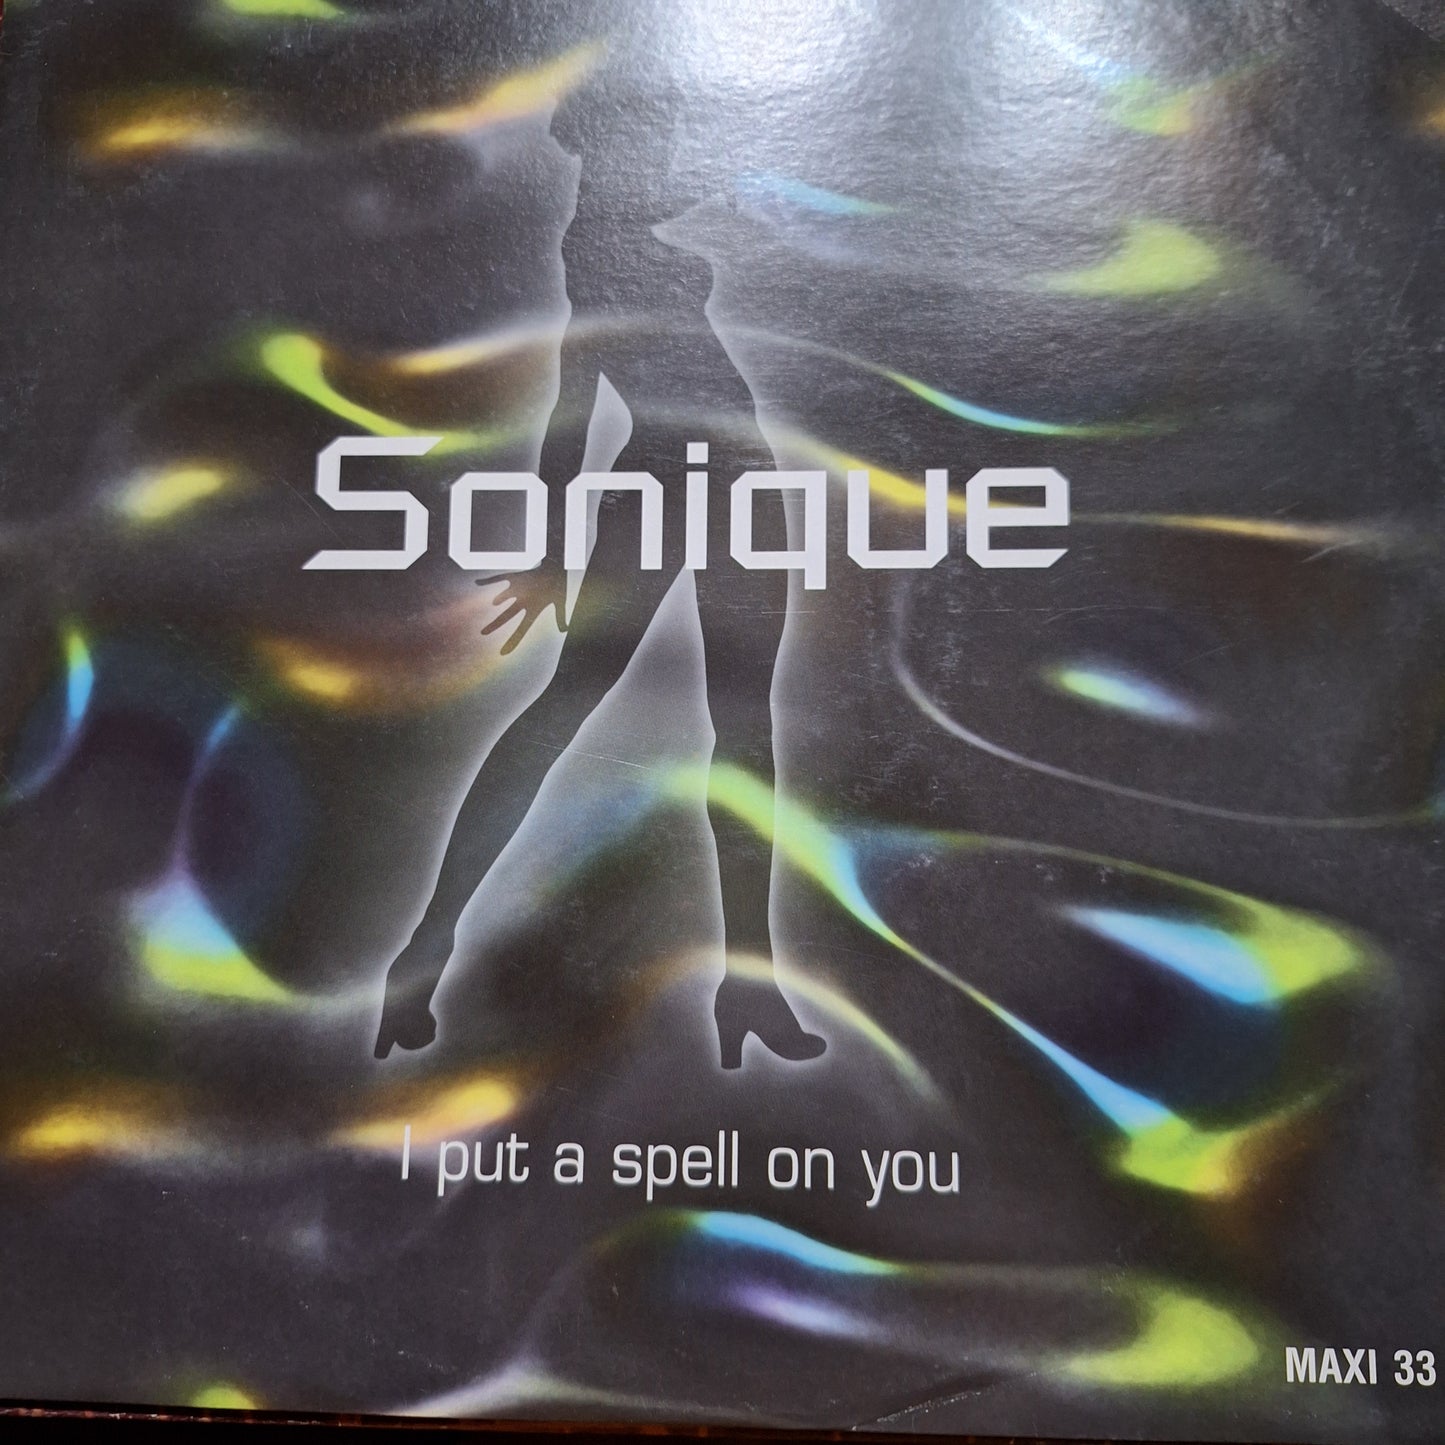 Sonique
I put a spell on you
MAXI 33